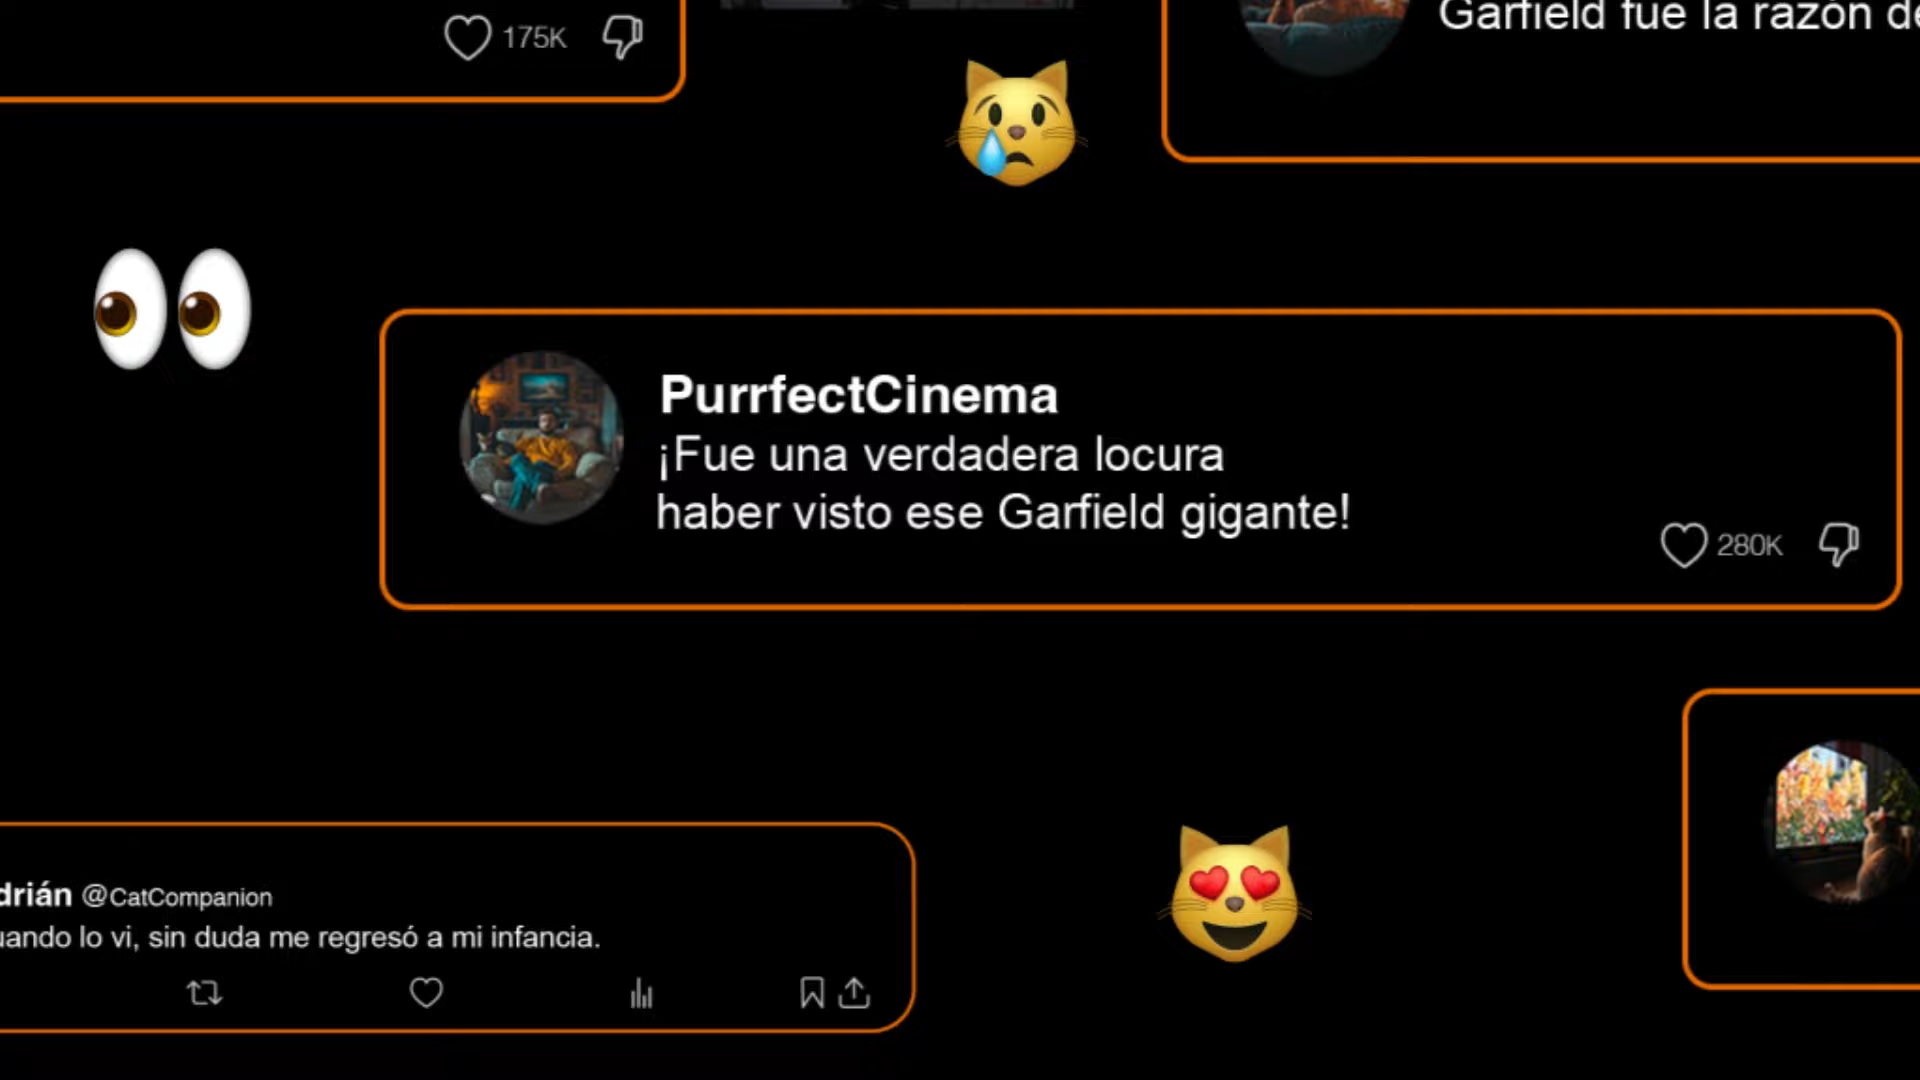 175K
Garfield fue la razón
PurrfectCinema
¡Fue una verdadera locura
haber visto ese Garfield gigante!
280K
drián @CatCompanion
uando lo vi, sin duda me regresó a mi infancia.